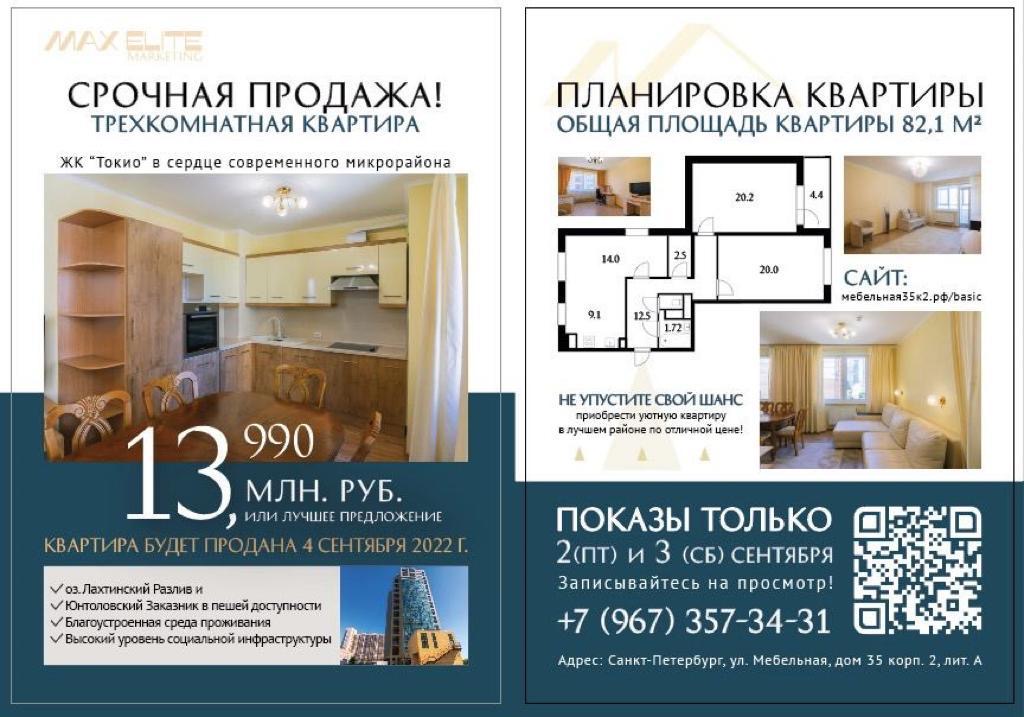 MAX ELITE
MARKETING
СРОЧНАЯ ПРОДАЖА!
ТРЕХКОМНАТНАЯ КВАРТИРА
ЖК "Токио" в сердце современного микрорайона
13,990
МЛН. РУБ.
ИЛИ ЛУЧШЕЕ ПРЕДЛОЖЕНИЕ
КВАРТИРА БУДЕТ ПРОДАНА 4 СЕНТЯБРЯ 2022 Г.
✓оз. Лахтинский Разлив и
✓Юнтоловский Заказник в пешей доступности
✓Благоустроенная среда проживания
✓Высокий уровень социальной инфраструктуры
ПЛАНИРОВКА КВАРТИРЫ
ОБЩАЯ ПЛОЩАДЬ КВАРТИРЫ 82,1 М²
20.2
4.4
14.0
2.5
20.0
9.1
12.5
1.72
САЙТ:
мебельная35к2.рф/basic
НЕ УПУСТИТЕ СВОЙ ШАНС
приобрести уютную квартиру
в лучшем районе по отличной цене!
ПОКАЗЫ ТОЛЬКО
2(ПТ) И 3 (СБ) СЕНТЯБРЯ
Записывайтесь на просмотр!
+7 (967) 357-34-31
Адрес: Санкт-Петербург, ул. Мебельная, дом 35 корп. 2, лит. А